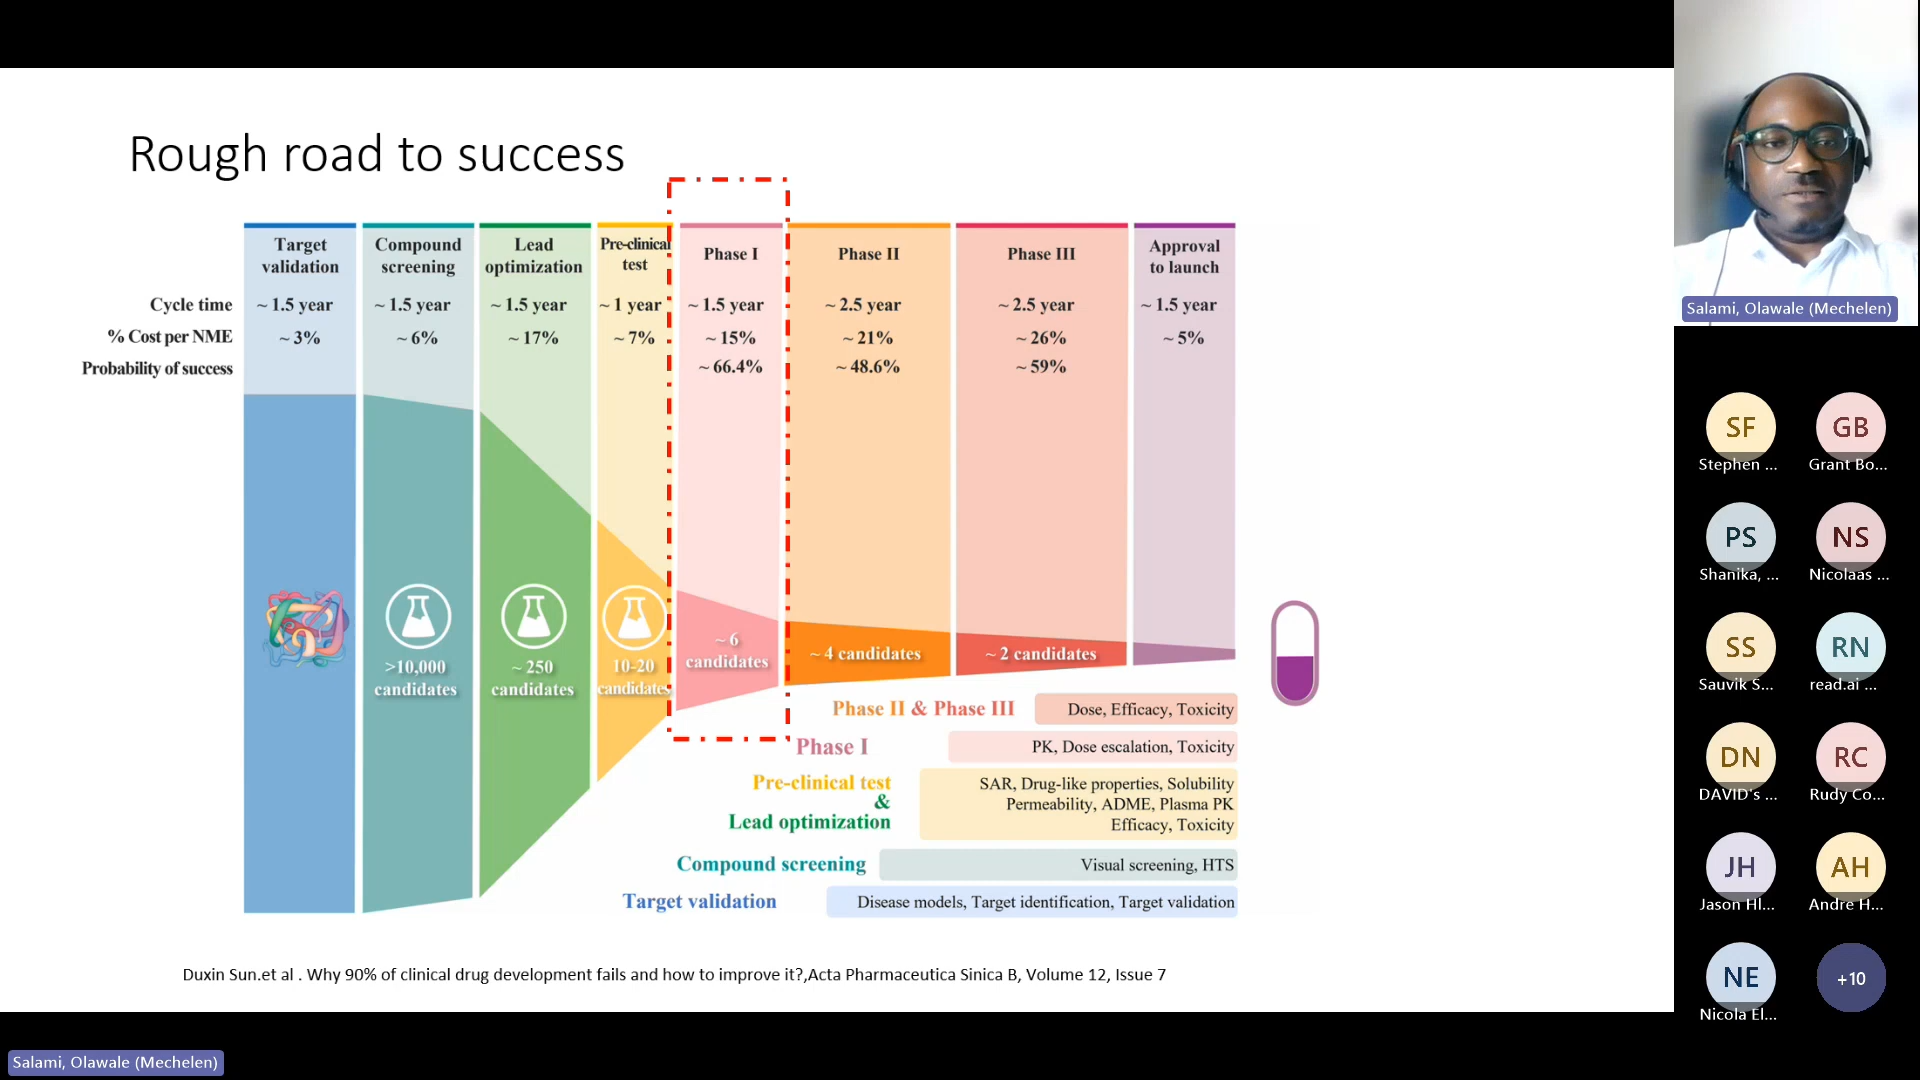 Rough road to success
Target validation
Compound screening
Lead optimization
Pre-clinical test
Phase I
Phase II
Phase III
Approval to launch
Cycle time ~ 1.5 year ~ 1.5 year ~ 1.5 year ~ 1 year ~ 1.5 year ~ 2.5 year ~ 2.5 year ~ 1.5 year
% Cost per NME ~ 3% ~ 6% ~ 17% ~ 7% ~ 15% ~ 21% ~ 26% ~ 5%
Probability of success ~ 66.4% ~ 48.6% ~ 59%
>10,000
candidates
~ 250
candidates
10-20
candidates
~ 6
candidates
~ 4 candidates
~ 2 candidates
Phase II & Phase III Dose, Efficacy, Toxicity
Phase I PK, Dose escalation, Toxicity
Pre-clinical test
&
Lead optimization
SAR, Drug-like properties, Solubility
Permeability, ADME, Plasma PK
Efficacy, Toxicity
Compound screening Visual screening, HTS
Target validation Disease models, Target identification, Target validation
Duxin Sun.et al . Why 90% of clinical drug development fails and how to improve it?,Acta Pharmaceutica Sinica B, Volume 12, Issue 7
Salami, Olawale (Mechelen)
Salami, Olawale (Mechelen)
SF
Stephen ...
GB
Grant Bo...
PS
Shanika, ...
NS
Nicolaas ...
SS
Sauvik S...
RN
read.ai ...
DN
DAVID's ...
RC
Rudy Co...
JH
Jason Hl...
AH
Andre H...
NE
Nicola El...
+10